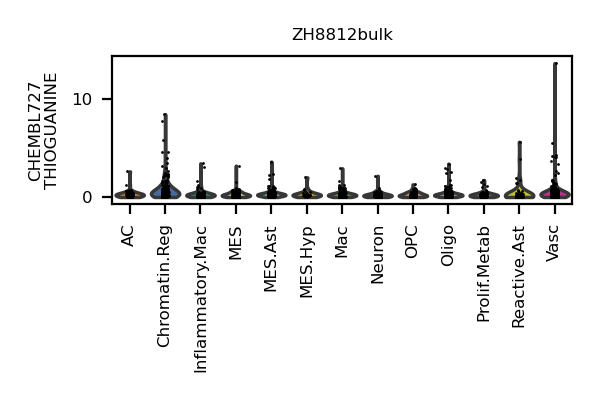 ZH8812bulk
CHEMBL727
THIOGUANINE
10
0
AC
Chromatin.Reg
Inflammatory.Mac
MES
MES.Ast
MES.Hyp
Mac
Neuron
OPC
Oligo
Prolif.Metab
Reactive.Ast
Vasc